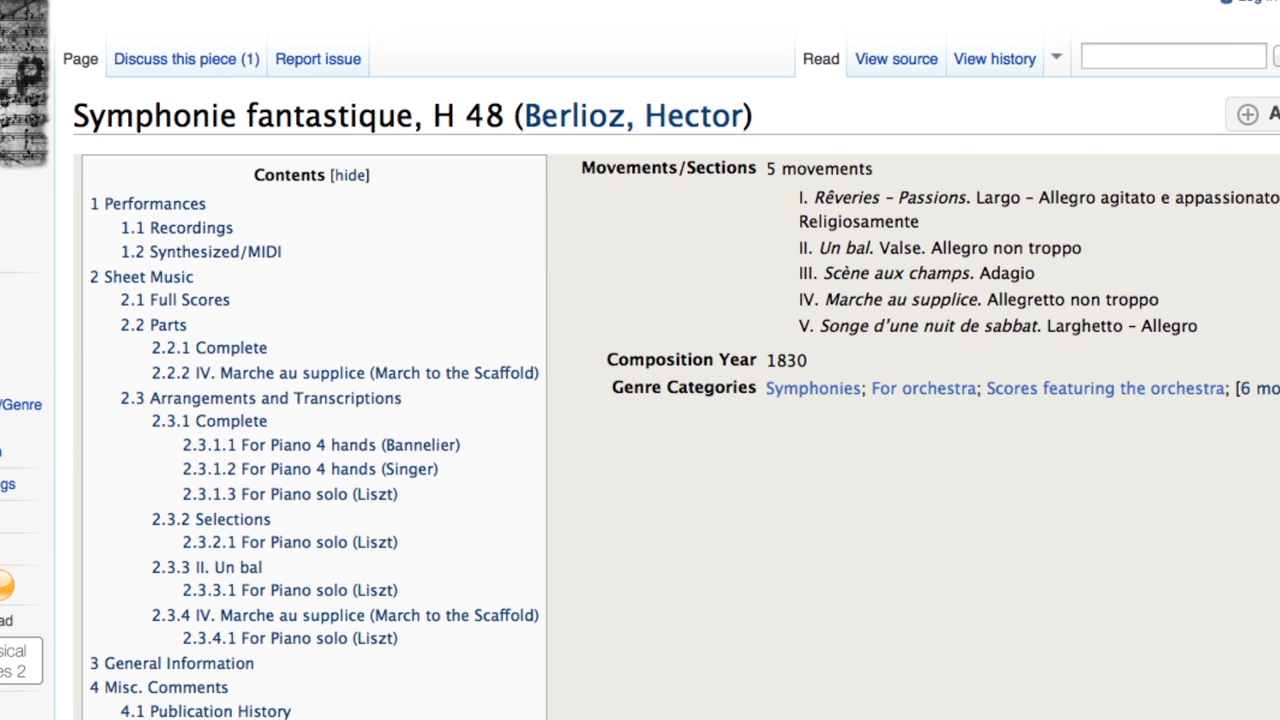 Page
Discuss this piece (1)
Report issue
Read
View source
View history
Symphonie fantastique, H 48 (Berlioz, Hector)
Contents [hide]
1 Performances
1.1 Recordings
1.2 Synthesized/MIDI
2 Sheet Music
2.1 Full Scores
2.2 Parts
2.2.1 Complete
2.2.2 IV. Marche au supplice (March to the Scaffold)
2.3 Arrangements and Transcriptions
2.3.1 Complete
2.3.1.1 For Piano 4 hands (Bannelier)
2.3.1.2 For Piano 4 hands (Singer)
2.3.1.3 For Piano solo (Liszt)
2.3.2 Selections
2.3.2.1 For Piano solo (Liszt)
2.3.3 II. Un bal
2.3.3.1 For Piano solo (Liszt)
2.3.4 IV. Marche au supplice (March to the Scaffold)
2.3.4.1 For Piano solo (Liszt)
3 General Information
4 Misc. Comments
4.1 Publication History
Movements/Sections 5 movements
I. Rêveries – Passions. Largo – Allegro agitato e appassionato
Religiosamente
II. Un bal. Valse. Allegro non troppo
III. Scène aux champs. Adagio
IV. Marche au supplice. Allegretto non troppo
V. Songe d'une nuit de sabbat. Larghetto – Allegro
Composition Year 1830
Genre Categories Symphonies; For orchestra; Scores featuring the orchestra; [6 mo
/Genre
gs
ad
sical
es 2